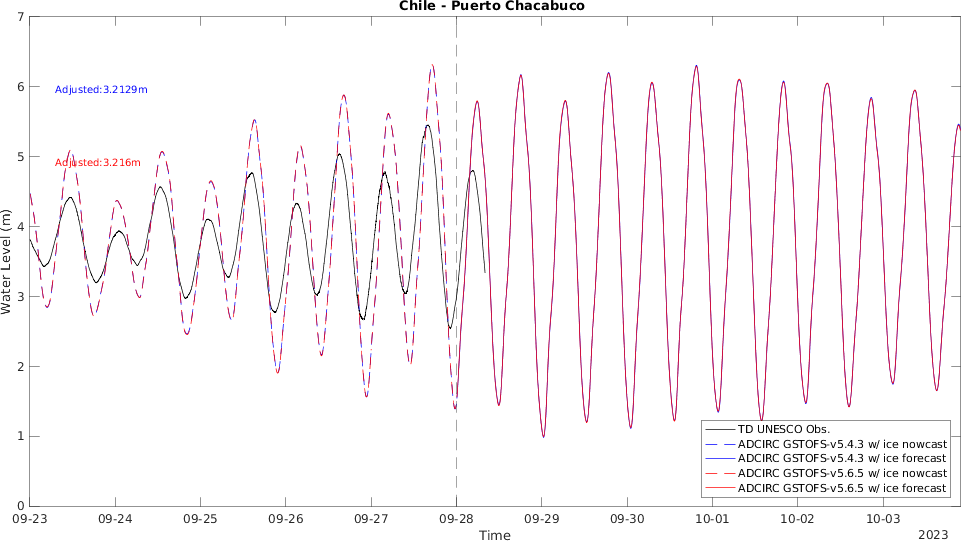 Chile - Puerto Chacabuco
7
6
5
4
3
2
1
0
Water Level (m)
Adjusted:3.2129m
Adjusted:3.216m
TD UNESCO Obs.
ADCIRC GSTOFS-v5.4.3 w/ ice nowcast
ADCIRC GSTOFS-v5.4.3 w/ ice forecast
ADCIRC GSTOFS-v5.6.5 w/ ice nowcast
ADCIRC GSTOFS-v5.6.5 w/ ice forecast
09-23 09-24 09-25 09-26 09-27 09-28 09-29 09-30 10-01 10-02 10-03
Time
2023